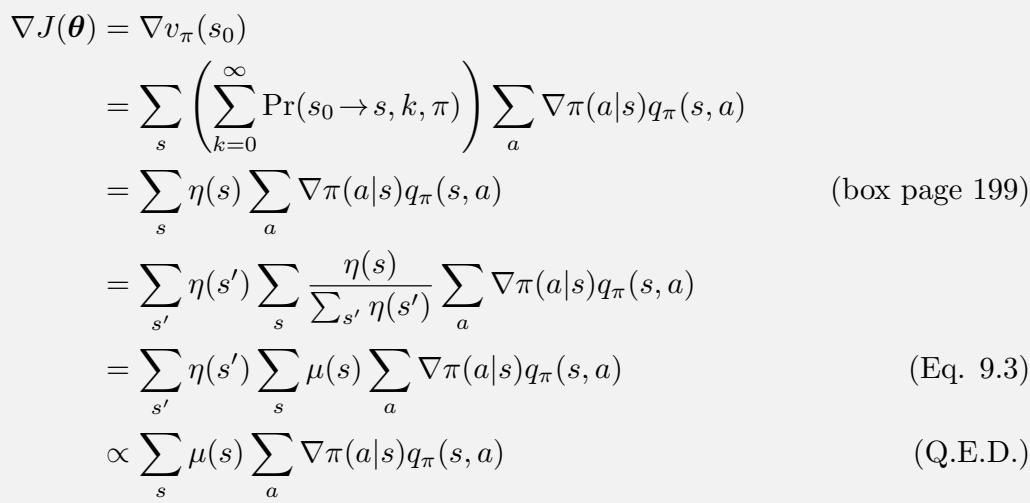 ∇J(𝜽) = ∇v_π(s_0)
= ∑_s ( ∑_{k=0}^{∞} Pr(s_0 → s, k, π) ) ∑_a ∇π(a|s)q_π(s, a)
= ∑_s η(s) ∑_a ∇π(a|s)q_π(s, a) (box page 199)
= ∑_{s'} η(s') ∑_s \frac{η(s)}{∑_{s'} η(s')} ∑_a ∇π(a|s)q_π(s, a)
= ∑_{s'} η(s') ∑_s μ(s) ∑_a ∇π(a|s)q_π(s, a) (Eq. 9.3)
∝ ∑_s μ(s) ∑_a ∇π(a|s)q_π(s, a) (Q.E.D.)